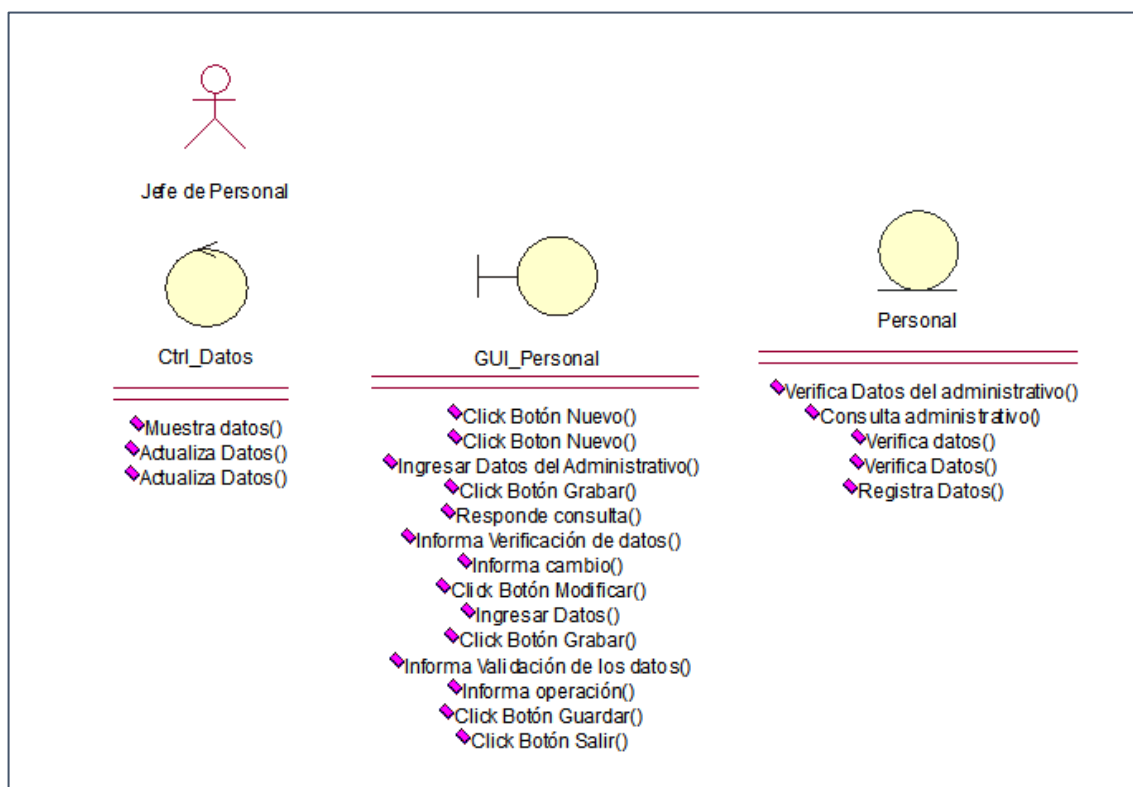 Jefe de Personal
Ctrl_Datos
Muestra datos()
Actualiza Datos()
Actualiza Datos()
GUI_Personal
Click Botón Nuevo()
Click Boton Nuevo()
Ingresar Datos del Administrativo()
Click Botón Grabar()
Responde consulta()
Informa Verificación de datos()
Informa cambio()
Click Botón Modificar()
Ingresar Datos()
Click Botón Grabar()
Informa Validación de los datos()
Informa operación()
Click Botón Guardar()
Click Botón Salir()
Personal
Verifica Datos del administrativo()
Consulta administrativo()
Verifica datos()
Verifica Datos()
Registra Datos()